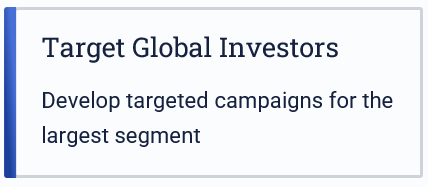 Target Global Investors
Develop targeted campaigns for the
largest segment